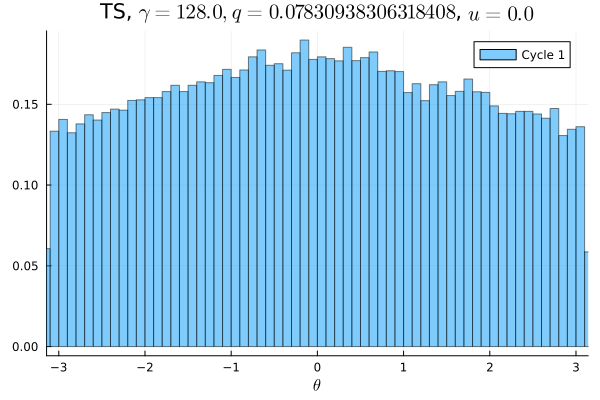 TS, γ = 128.0, q = 0.07830938306318408, u = 0.0
Cycle 1
0.15
0.10
0.05
0.00
−3 −2 −1 0 1 2 3
θ